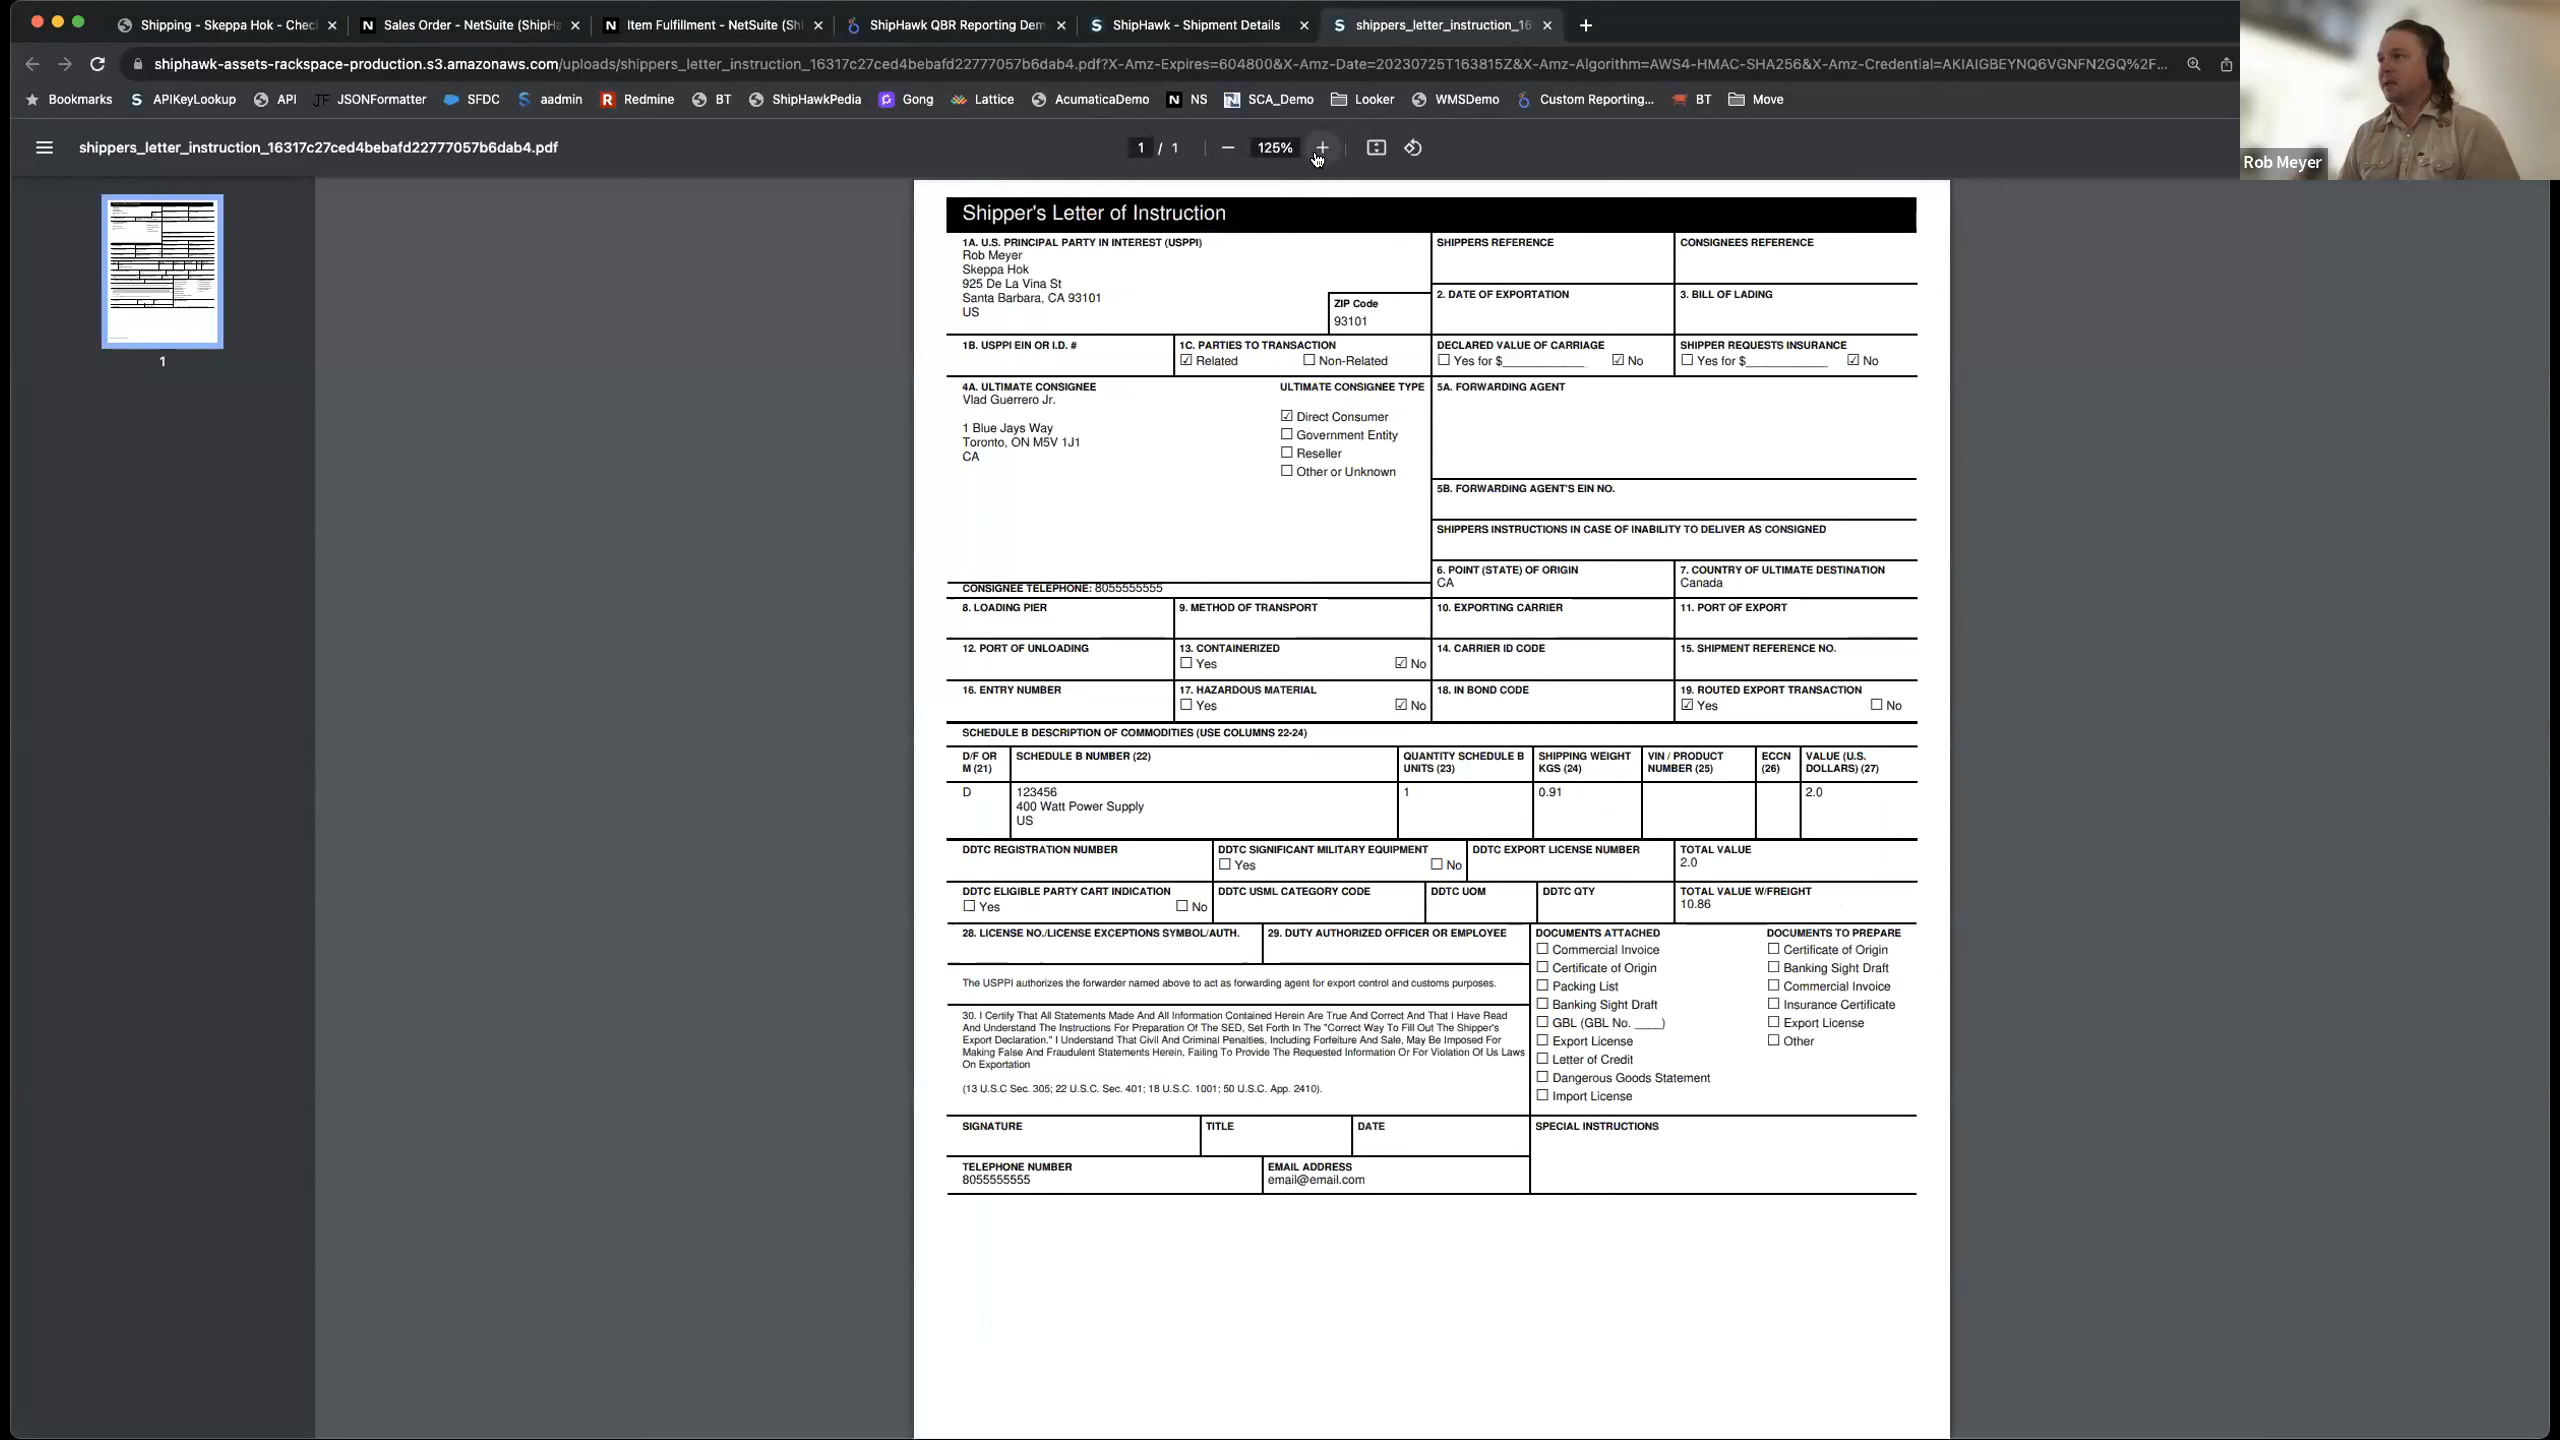 Shipping - Skeppa Hok - Chec
Sales Order - NetSuite (ShipHa
Item Fulfillment - NetSuite (Shi
ShipHawk QBR Reporting Dem
ShipHawk - Shipment Details
shippers_letter_instruction_16
shiphawk-assets-rackspace-production.s3.amazonaws.com/uploads/shippers_letter_instruction_16317c27ced4bebafd22777057b6dab4.pdf?X-Amz-Expires=604800&X-Amz-Date=20230725T163815Z&X-Amz-Algorithm=AWS4-HMAC-SHA256&X-Amz-Credential=AKIAIGBEYNQ6VGNFN2GQ%2F...
Bookmarks APIKeyLookup API JSONFormatter SFDC aadmin Redmine BT ShipHawkPedia Gong Lattice AcumaticaDemo NS SCA_Demo Looker WMSDemo Custom Reporting... BT Move
shippers_letter_instruction_16317c27ced4bebafd22777057b6dab4.pdf
1 / 1
125%
Rob Meyer
1
Shipper's Letter of Instruction
1A. U.S. PRINCIPAL PARTY IN INTEREST (USPPI)
Rob Meyer
Skeppa Hok
925 De La Vina St
Santa Barbara, CA 93101
US
ZIP Code
93101
SHIPPERS REFERENCE
CONSIGNEES REFERENCE
2. DATE OF EXPORTATION
3. BILL OF LADING
1B. USPPI EIN OR I.D. #
1C. PARTIES TO TRANSACTION
☑ Related ☐ Non-Related
DECLARED VALUE OF CARRIAGE
☐ Yes for $____________ ☑ No
SHIPPER REQUESTS INSURANCE
☐ Yes for $____________ ☑ No
4A. ULTIMATE CONSIGNEE
Vlad Guerrero Jr.
1 Blue Jays Way
Toronto, ON M5V 1J1
CA
ULTIMATE CONSIGNEE TYPE
☑ Direct Consumer
☐ Government Entity
☐ Reseller
☐ Other or Unknown
5A. FORWARDING AGENT
5B. FORWARDING AGENT'S EIN NO.
SHIPPERS INSTRUCTIONS IN CASE OF INABILITY TO DELIVER AS CONSIGNED
CONSIGNEE TELEPHONE: 8055555555
6. POINT (STATE) OF ORIGIN
CA
7. COUNTRY OF ULTIMATE DESTINATION
Canada
8. LOADING PIER
9. METHOD OF TRANSPORT
10. EXPORTING CARRIER
11. PORT OF EXPORT
12. PORT OF UNLOADING
13. CONTAINERIZED
☐ Yes ☑ No
14. CARRIER ID CODE
15. SHIPMENT REFERENCE NO.
16. ENTRY NUMBER
17. HAZARDOUS MATERIAL
☐ Yes ☑ No
18. IN BOND CODE
19. ROUTED EXPORT TRANSACTION
☑ Yes ☐ No
SCHEDULE B DESCRIPTION OF COMMODITIES (USE COLUMNS 22-24)
D/F OR
M (21)
SCHEDULE B NUMBER (22)
QUANTITY SCHEDULE B
UNITS (23)
SHIPPING WEIGHT
KGS (24)
VIN / PRODUCT
NUMBER (25)
ECCN
(26)
VALUE (U.S.
DOLLARS) (27)
D
123456
400 Watt Power Supply
US
1
0.91
2.0
DDTC REGISTRATION NUMBER
DDTC SIGNIFICANT MILITARY EQUIPMENT
☐ Yes ☐ No
DDTC EXPORT LICENSE NUMBER
TOTAL VALUE
2.0
DDTC ELIGIBLE PARTY CART INDICATION
☐ Yes ☐ No
DDTC USML CATEGORY CODE
DDTC UOM
DDTC QTY
TOTAL VALUE W/FREIGHT
10.86
28. LICENSE NO./LICENSE EXCEPTIONS SYMBOL/AUTH.
29. DUTY AUTHORIZED OFFICER OR EMPLOYEE
The USPPI authorizes the forwarder named above to act as forwarding agent for export control and customs purposes.
30. I Certify That All Statements Made And All Information Contained Herein Are True And Correct And That I Have Read
And Understand The Instructions For Preparation Of The SED, Set Forth In The "Correct Way To Fill Out The Shipper's
Export Declaration." I Understand That Civil And Criminal Penalties, Including Forfeiture And Sale, May Be Imposed For
Making False And Fraudulent Statements Herein, Failing To Provide The Requested Information Or For Violation Of Us Laws
On Exportation
(13 U.S.C Sec. 305; 22 U.S.C. Sec. 401; 18 U.S.C. 1001; 50 U.S.C. App. 2410).
DOCUMENTS ATTACHED
☐ Commercial Invoice
☐ Certificate of Origin
☐ Packing List
☐ Banking Sight Draft
☐ GBL (GBL No. ____)
☐ Export License
☐ Letter of Credit
☐ Dangerous Goods Statement
☐ Import License
DOCUMENTS TO PREPARE
☐ Certificate of Origin
☐ Banking Sight Draft
☐ Commercial Invoice
☐ Insurance Certificate
☐ Export License
☐ Other
SIGNATURE
TITLE
DATE
SPECIAL INSTRUCTIONS
TELEPHONE NUMBER
8055555555
EMAIL ADDRESS
email@email.com